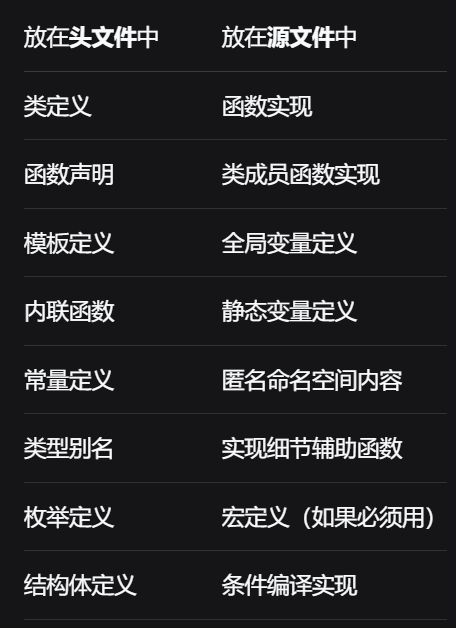 放在头文件中 放在源文件中
类定义 函数实现
函数声明 类成员函数实现
模板定义 全局变量定义
内联函数 静态变量定义
常量定义 匿名命名空间内容
类型别名 实现细节辅助函数
枚举定义 宏定义（如果必须用）
结构体定义 条件编译实现